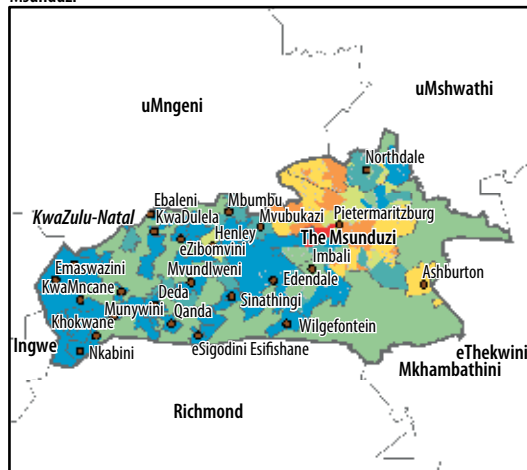 uMngeni
uMshwathi
Northdale
Ebaleni
Mbumbu
KwaZulu-Natal
KwaDulela
Mvubukazi
Pietermaritzburg
Henley
The Msunduzi
eZibomvini
Imbali
Emaswazini
Mvundlweni
Edendale
Ashburton
KwaMncane
Deda
Sinathingi
Munywini
Qanda
Khokwane
Wilgefontein
Ingwe
Nkabini
eSigodini Esifishane
eThekwini
Mkhambathini
Richmond